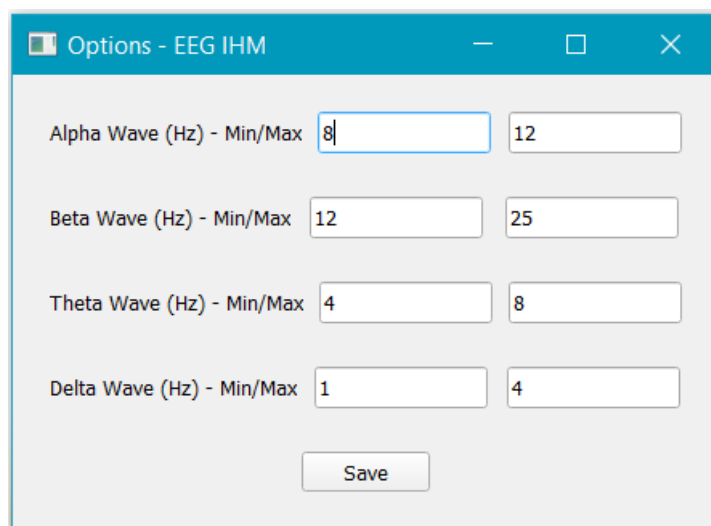 Options - EEG IHM
Alpha Wave (Hz) - Min/Max 8 12
Beta Wave (Hz) - Min/Max 12 25
Theta Wave (Hz) - Min/Max 4 8
Delta Wave (Hz) - Min/Max 1 4
Save